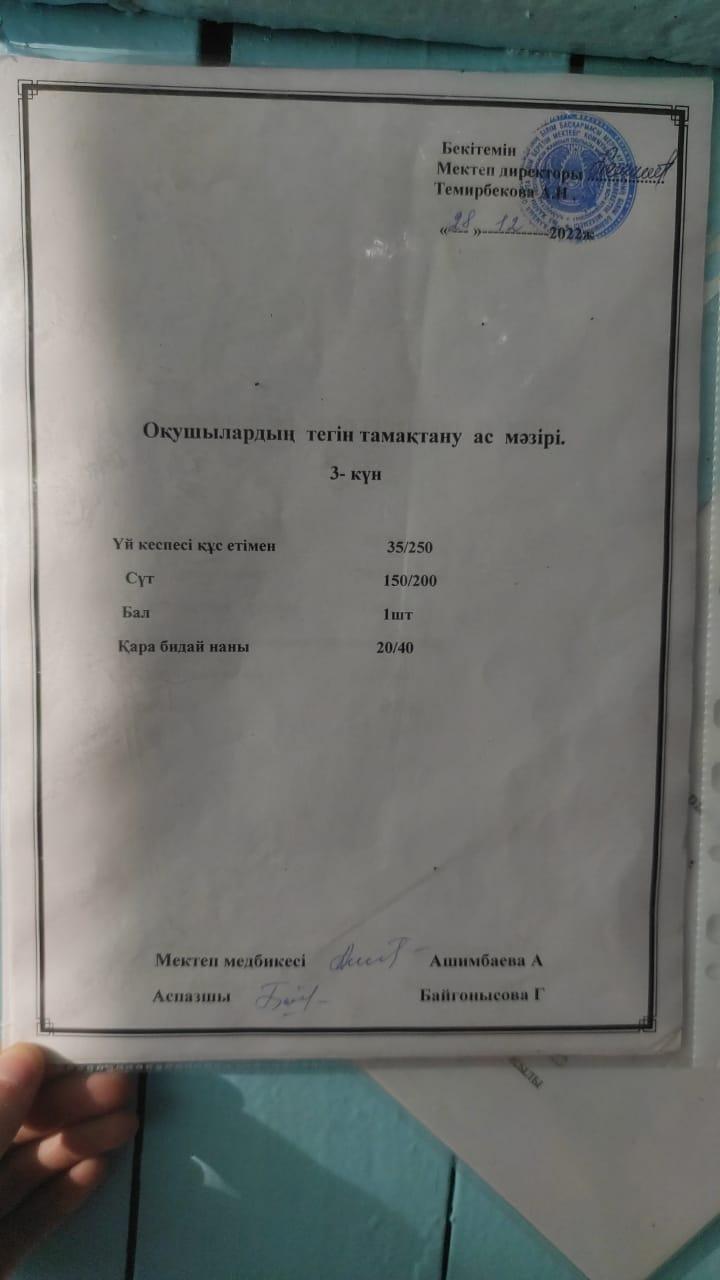 Бекітемін
Мектеп директоры
Темирбекова А.Н.
«28» 12 2022ж
Оқушылардың тегін тамақтану ас мәзірі.
3- күн
Үй кеспесі құс етімен 35/250
Сүт 150/200
Бал 1шт
Қара бидай наны 20/40
Мектеп медбикесі Ашимбаева А
Аспазшы Байгонысова Г